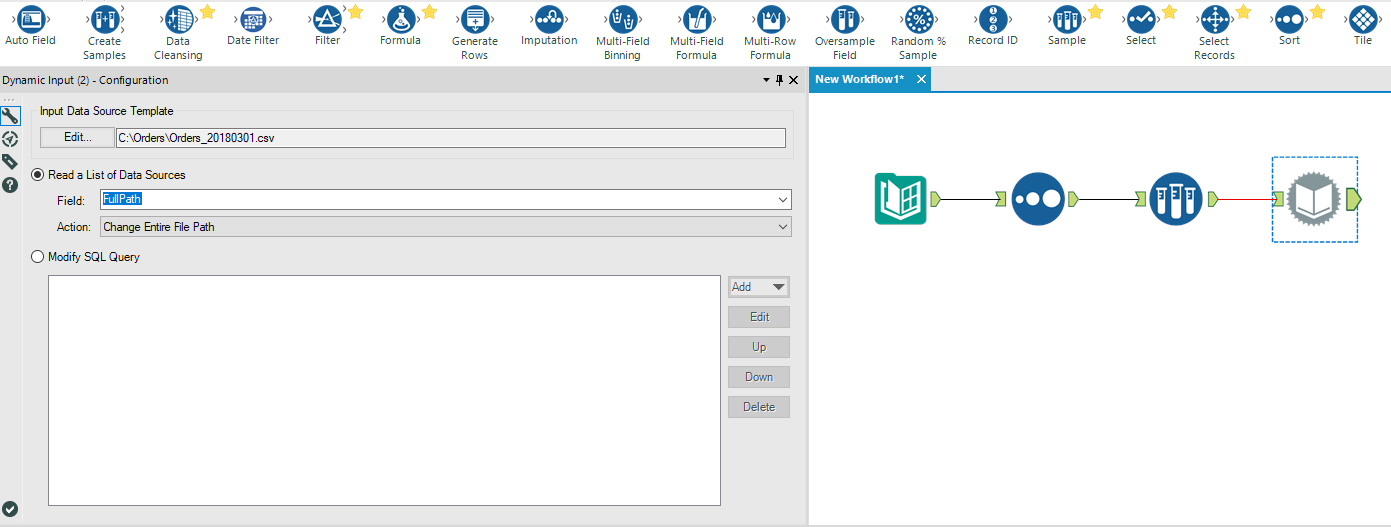 Auto Field
Create
Samples
Data
Cleansing
Date Filter
Filter
Formula
Generate
Rows
Imputation
Multi-Field
Binning
Multi-Field
Formula
Multi-Row
Formula
Oversample
Field
Random %
Sample
1
2
3
Record ID
Sample
Select
Select
Records
Sort
Tile
Dynamic Input (2) - Configuration
New Workflow1*
Input Data Source Template
Edit...
C:\Orders\Orders_20180301.csv
Read a List of Data Sources
Field:
FullPath
Action:
Change Entire File Path
Modify SQL Query
Add
Edit
Up
Down
Delete